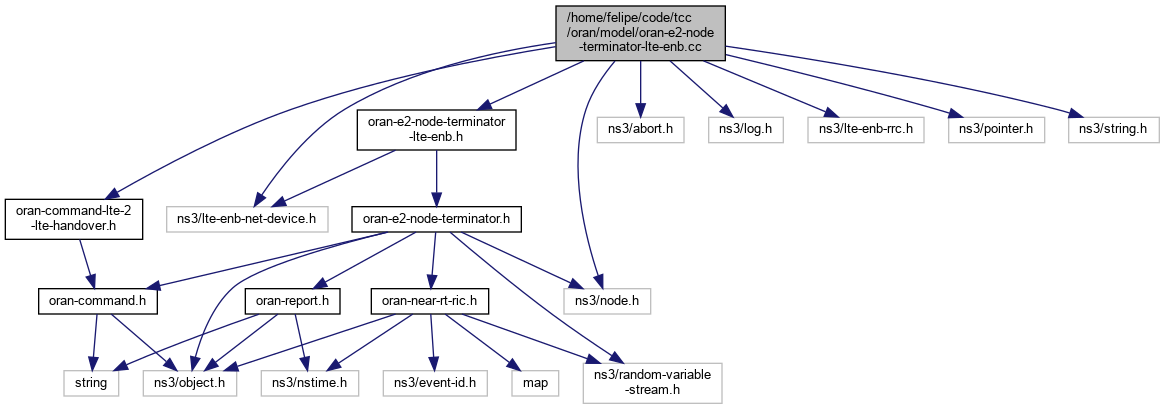 /home/felipe/code/tcc
/oran/model/oran-e2-node
-terminator-lte-enb.cc
oran-e2-node-terminator
-lte-enb.h
ns3/abort.h
ns3/log.h
ns3/lte-enb-rrc.h
ns3/pointer.h
ns3/string.h
oran-command-lte-2
-lte-handover.h
ns3/lte-enb-net-device.h
oran-e2-node-terminator.h
oran-command.h
oran-report.h
oran-near-rt-ric.h
ns3/node.h
string
ns3/object.h
ns3/nstime.h
ns3/event-id.h
map
ns3/random-variable
-stream.h